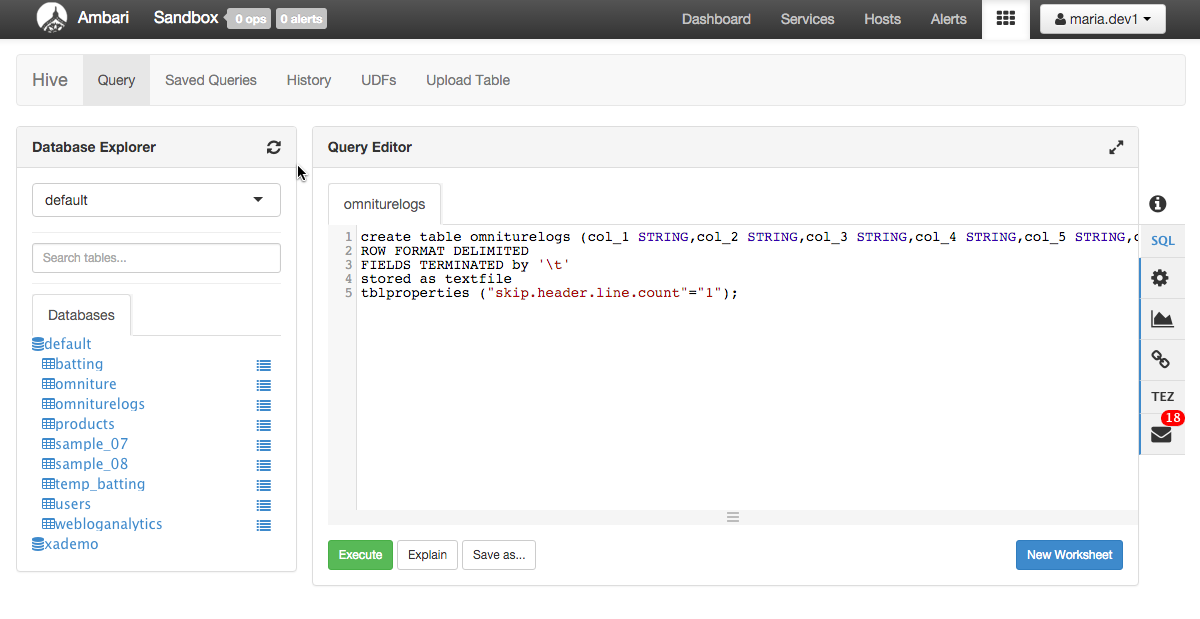 Ambari Sandbox 0 ops 0 alerts Dashboard Services Hosts Alerts maria.dev1
Hive Query Saved Queries History UDFs Upload Table
Database Explorer
default
Search tables...
Databases
default
batting
omniture
omniturelogs
products
sample_07
sample_08
temp_batting
users
webloganalytics
xademo
Query Editor
omniturelogs
1 create table omniturelogs (col_1 STRING,col_2 STRING,col_3 STRING,col_4 STRING,col_5 STRING,c
2 ROW FORMAT DELIMITED
3 FIELDS TERMINATED by '\t'
4 stored as textfile
5 tblproperties ("skip.header.line.count"="1");
Execute Explain Save as... New Worksheet
SQL
TEZ
18